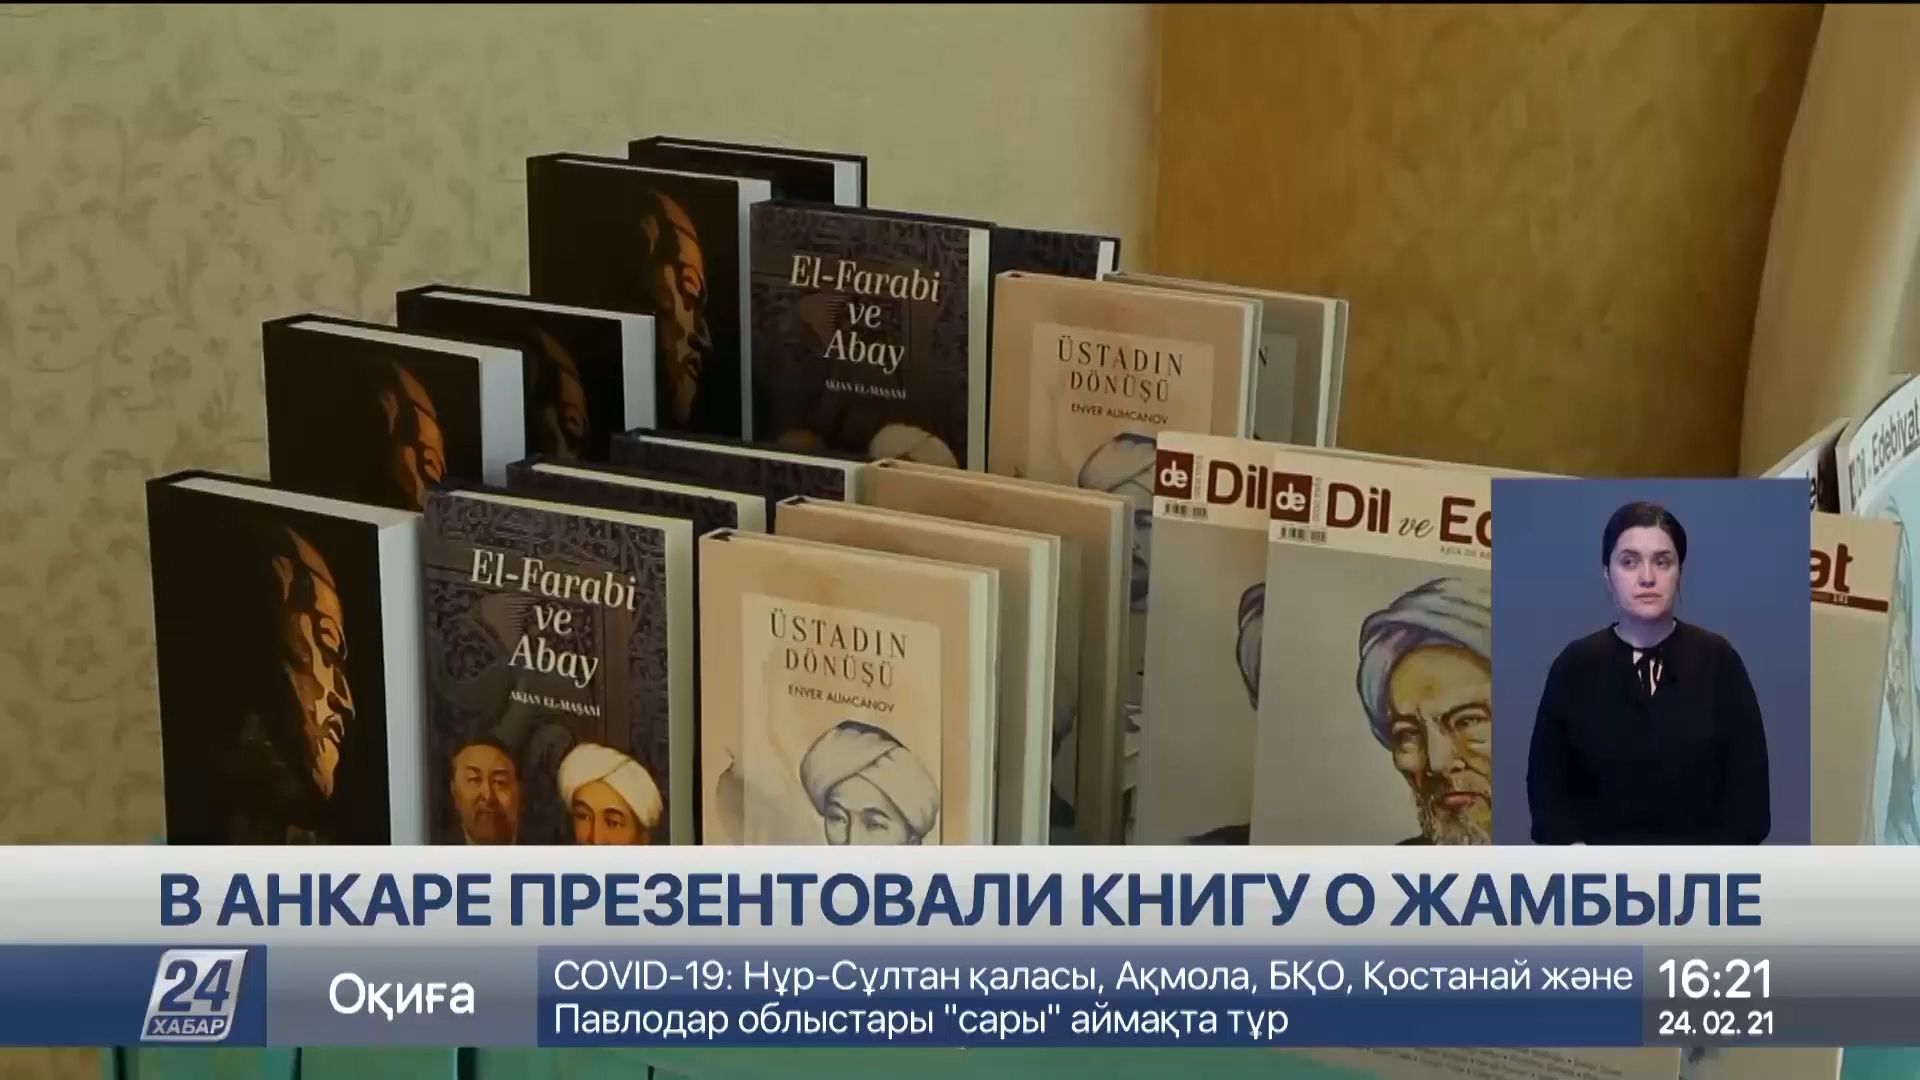 El-Farabi
ve
Abay
AKJAN EL-MAŞANİ
ÜSTADIN
DÖNÜŞÜ
ENVER ALIMCANOV
Edebiyat
de Dil
de Dil ve Ed
at
El-Farabi
ve
Abay
AKJAN EL-MAŞANİ
ÜSTADIN
DÖNÜŞÜ
ENVER ALIMCANOV
В АНКАРЕ ПРЕЗЕНТОВАЛИ КНИГУ О ЖАМБЫЛЕ
24
ХАБАР
Оқиға
COVID-19: Нұр-Сұлтан қаласы, Ақмола, БҚО, Қостанай және
Павлодар облыстары "сары" аймақта тұр
16:21
24. 02. 21